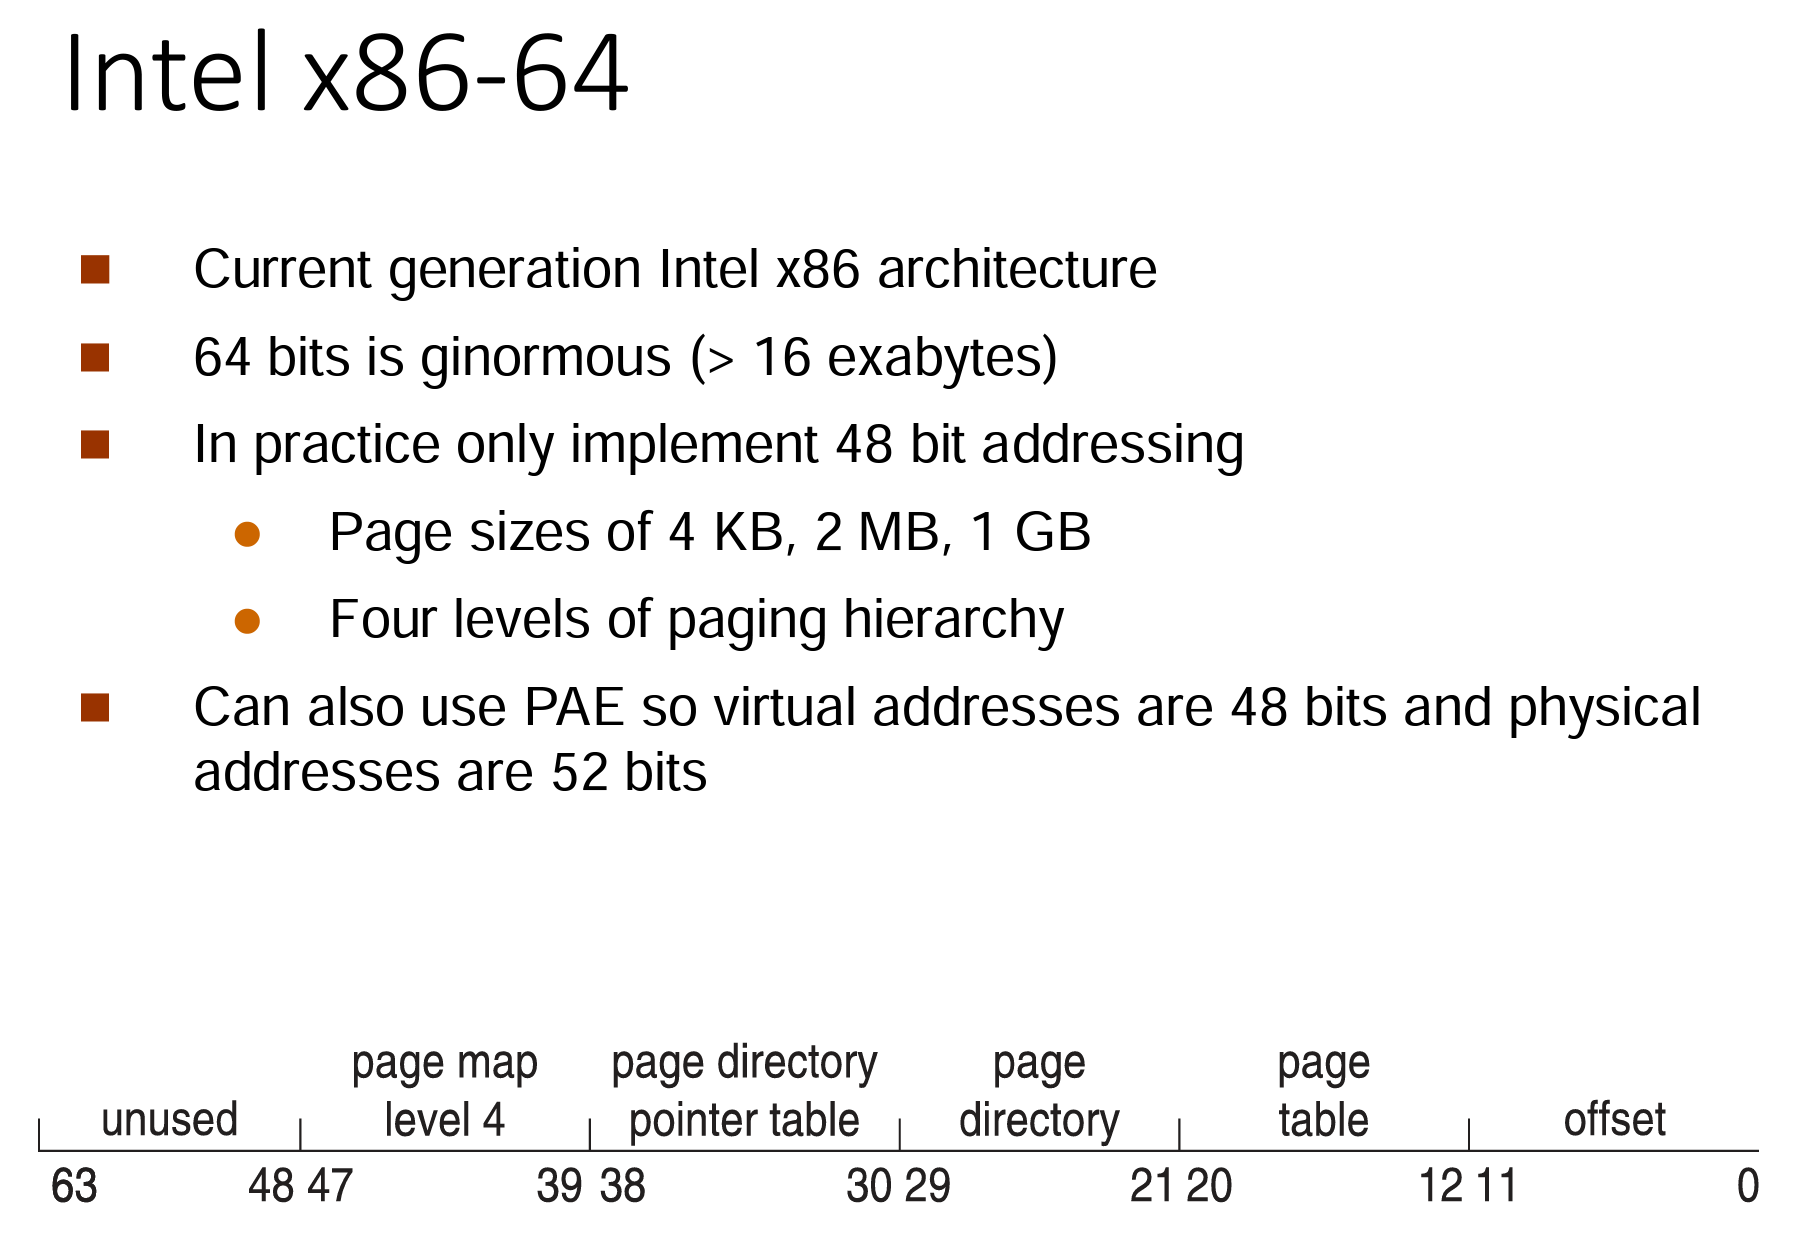 Intel x86-64
Current generation Intel x86 architecture
64 bits is ginormous (> 16 exabytes)
In practice only implement 48 bit addressing
Page sizes of 4 KB, 2 MB, 1 GB
Four levels of paging hierarchy
Can also use PAE so virtual addresses are 48 bits and physical
addresses are 52 bits
page map page directory page page
unused level 4 pointer table directory table offset
63 48 47 39 38 30 29 21 20 12 11 0